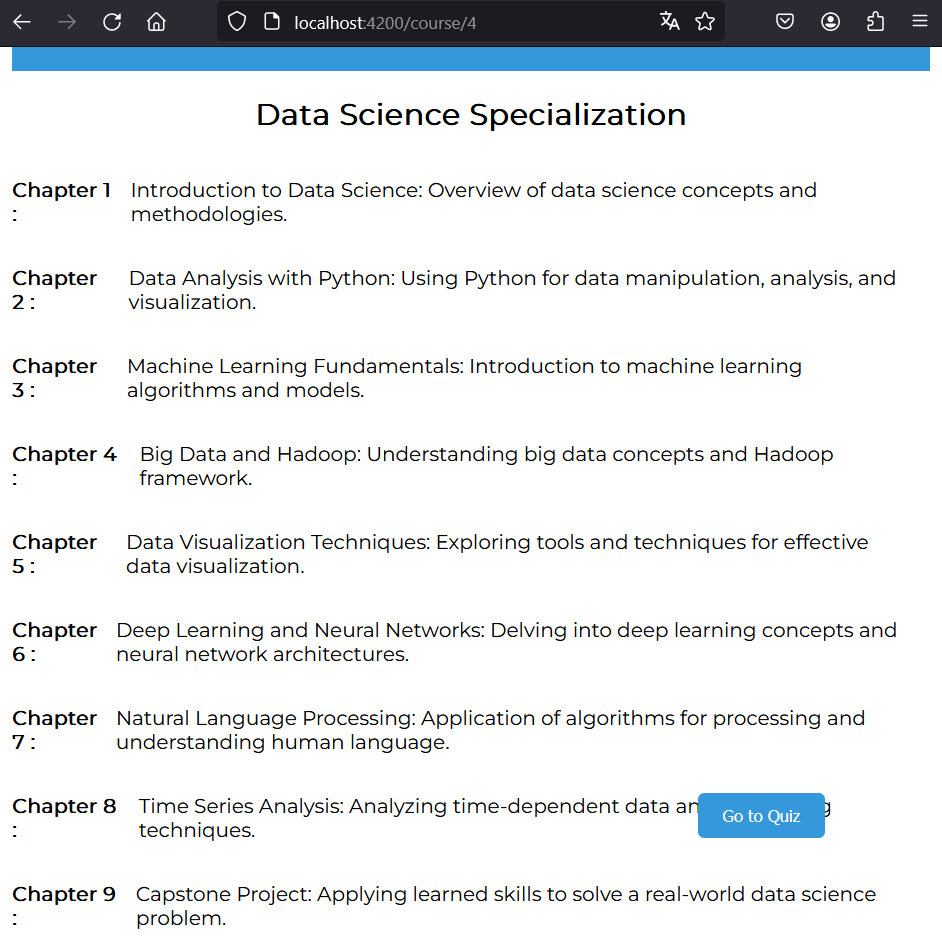 localhost:4200/course/4
Data Science Specialization
Chapter 1 Introduction to Data Science: Overview of data science concepts and
: methodologies.
Chapter Data Analysis with Python: Using Python for data manipulation, analysis, and
2 : visualization.
Chapter Machine Learning Fundamentals: Introduction to machine learning
3 : algorithms and models.
Chapter 4 Big Data and Hadoop: Understanding big data concepts and Hadoop
: framework.
Chapter Data Visualization Techniques: Exploring tools and techniques for effective
5 : data visualization.
Chapter Deep Learning and Neural Networks: Delving into deep learning concepts and
6 : neural network architectures.
Chapter Natural Language Processing: Application of algorithms for processing and
7 : understanding human language.
Chapter 8 Time Series Analysis: Analyzing time-dependent data
: techniques.
Go to Quiz
Chapter 9 Capstone Project: Applying learned skills to solve a real-world data science
: problem.